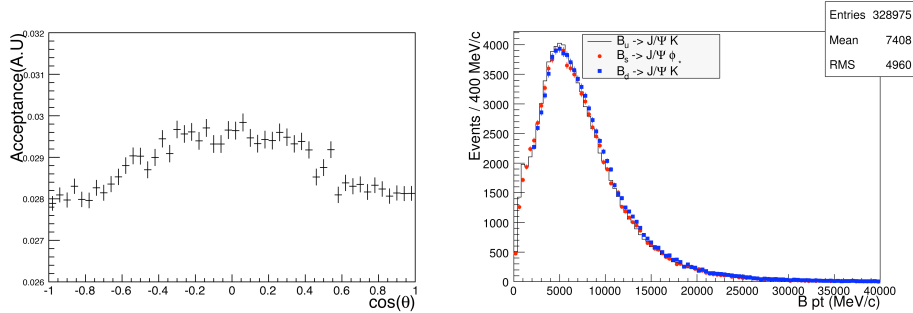 Acceptance(A.U)
0.032
0.031
0.03
0.029
0.028
0.027
0.026
-1 -0.8 -0.6 -0.4 -0.2 0 0.2 0.4 0.6 0.8 1
cos(θ)
Entries 328975
Mean 7408
RMS 4960
B_u -> J/Ψ K
B_s -> J/Ψ φ
B_d -> J/Ψ K*
Events / 400 MeV/c
4000
3500
3000
2500
2000
1500
1000
500
0
0 5000 10000 15000 20000 25000 30000 35000 40000
B pt (MeV/c)